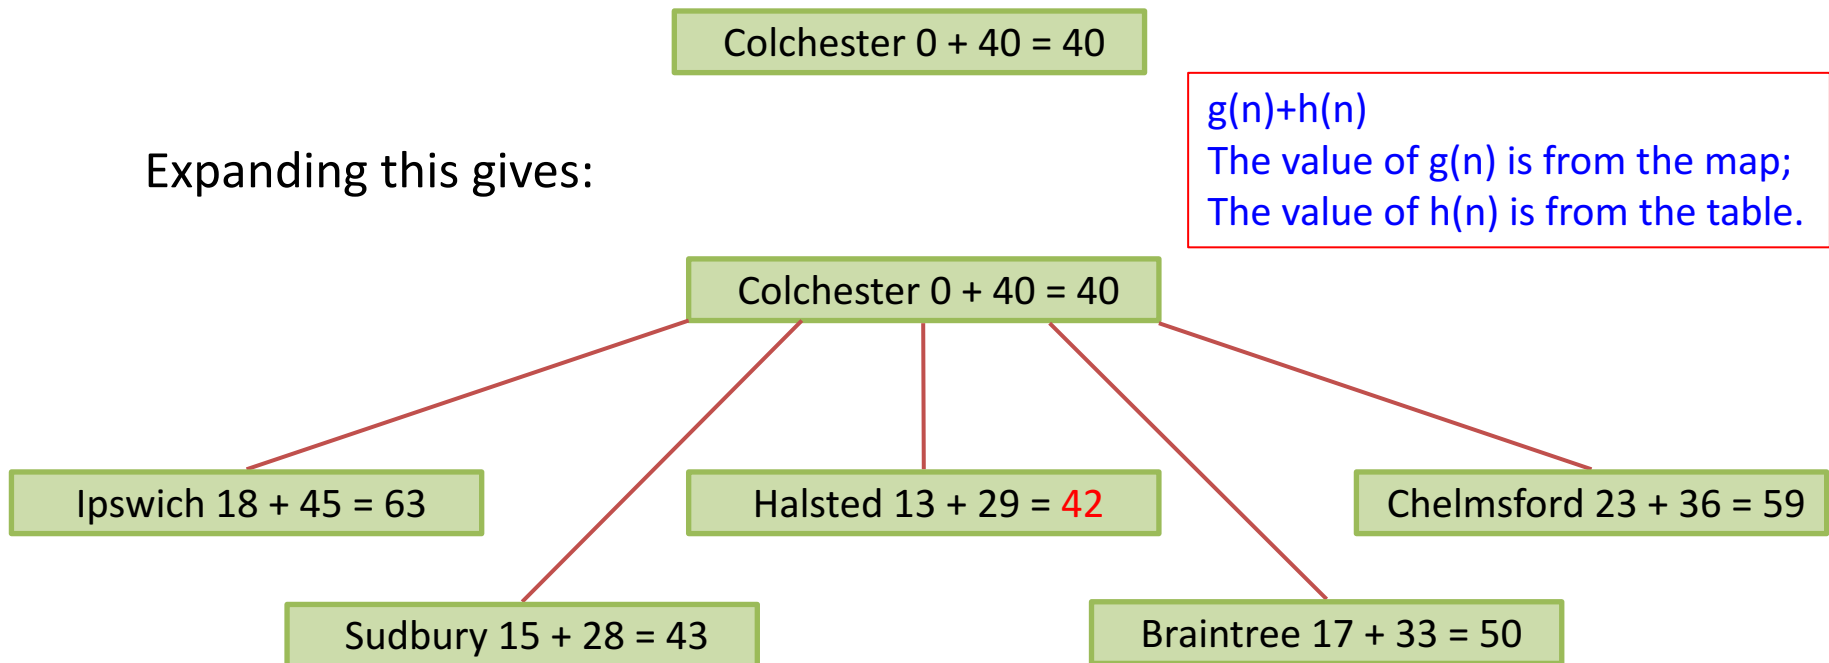 Colchester 0 + 40 = 40
g(n)+h(n)
The value of g(n) is from the map;
The value of h(n) is from the table.
Expanding this gives:
Colchester 0 + 40 = 40
Ipswich 18 + 45 = 63
Halsted 13 + 29 = 42
Chelmsford 23 + 36 = 59
Sudbury 15 + 28 = 43
Braintree 17 + 33 = 50